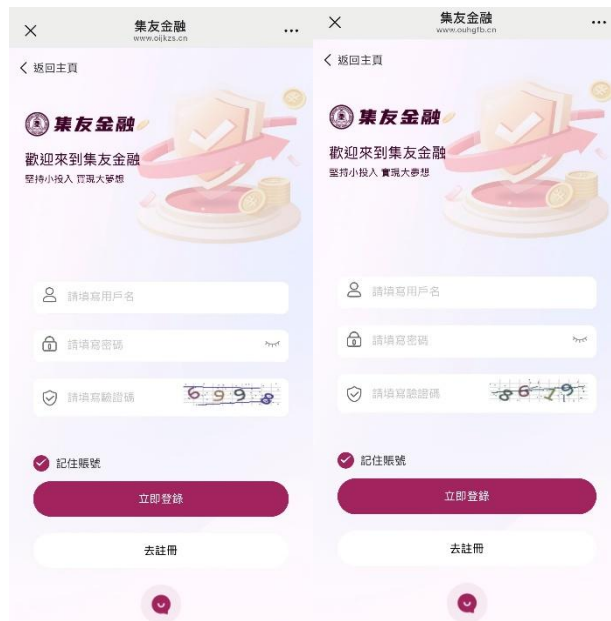 集友金融
www.oijkzs.cn
返回主頁
集友金融
歡迎來到集友金融
堅持小投入 實現大夢想
請填寫用戶名
請填寫密碼
請填寫驗證碼
6998
記住賬號
立即登錄
去註冊
集友金融
www.ouhgtb.cn
返回主頁
集友金融
歡迎來到集友金融
堅持小投入 實現大夢想
請填寫用戶名
請填寫密碼
請填寫驗證碼
8679
記住賬號
立即登錄
去註冊